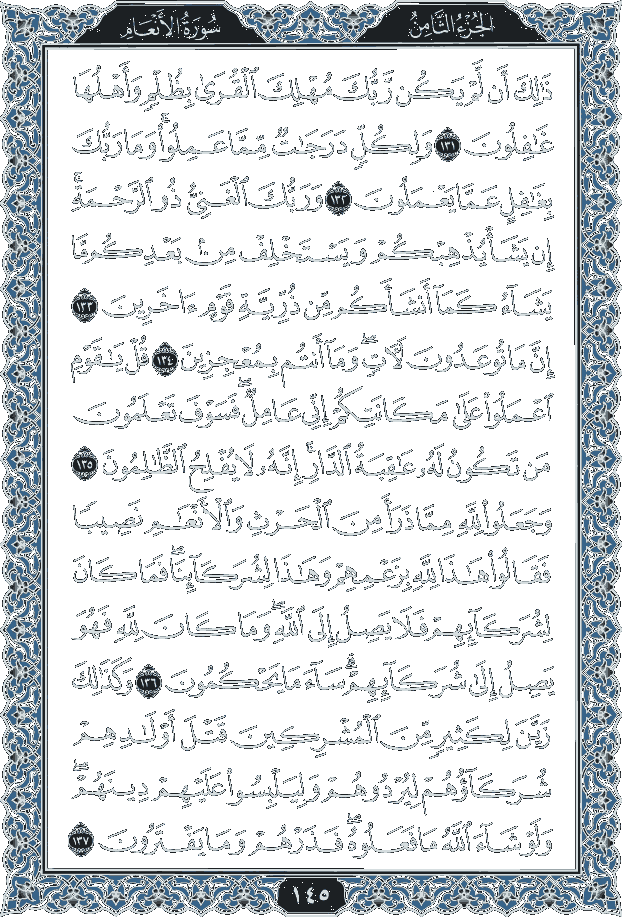 الجزء الثامن
سورة الأنعام
ذَٰلِكَ أَن لَّمْ يَكُن رَّبُّكَ مُهْلِكَ ٱلْقُرَىٰ بِظُلْمٍ وَأَهْلُهَا
غَٰفِلُونَ ١٣١ وَلِكُلٍّ دَرَجَٰتٌ مِّمَّا عَمِلُوا۟ ۚ وَمَا رَبُّكَ
بِغَٰفِلٍ عَمَّا يَعْمَلُونَ ١٣٢ وَرَبُّكَ ٱلْغَنِىُّ ذُو ٱلرَّحْمَةِ ۚ
إِن يَشَأْ يُذْهِبْكُمْ وَيَسْتَخْلِفْ مِنۢ بَعْدِكُم مَّا
يَشَآءُ كَمَآ أَنشَأَكُم مِّن ذُرِّيَّةِ قَوْمٍ ءَاخَرِينَ ١٣٣
إِنَّ مَا تُوعَدُونَ لَـَٔاتٍ ۖ وَمَآ أَنتُم بِمُعْجِزِينَ ١٣٤ قُلْ يَٰقَوْمِ
ٱعْمَلُوا۟ عَلَىٰ مَكَانَتِكُمْ إِنِّى عَامِلٌ ۖ فَسَوْفَ تَعْلَمُونَ
مَن تَكُونُ لَهُۥ عَٰقِبَةُ ٱلدَّارِ ۗ إِنَّهُۥ لَا يُفْلِحُ ٱلظَّٰلِمُونَ ١٣٥
وَجَعَلُوا۟ لِلَّهِ مِمَّا ذَرَأَ مِنَ ٱلْحَرْثِ وَٱلْأَنْعَٰمِ نَصِيبًا
فَقَالُوا۟ هَٰذَا لِلَّهِ بِزَعْمِهِمْ وَهَٰذَا لِشُرَكَآئِنَا ۖ فَمَا كَانَ
لِشُرَكَآئِهِمْ فَلَا يَصِلُ إِلَى ٱللَّهِ ۖ وَمَا كَانَ لِلَّهِ فَهُوَ
يَصِلُ إِلَىٰ شُرَكَآئِهِمْ ۗ سَآءَ مَا يَحْكُمُونَ ١٣٦ وَكَذَٰلِكَ
زَيَّنَ لِكَثِيرٍ مِّنَ ٱلْمُشْرِكِينَ قَتْلَ أَوْلَٰدِهِمْ
شُرَكَآؤُهُمْ لِيُرْدُوهُمْ وَلِيَلْبِسُوا۟ عَلَيْهِمْ دِينَهُمْ ۖ
وَلَوْ شَآءَ ٱللَّهُ مَا فَعَلُوهُ ۖ فَذَرْهُمْ وَمَا يَفْتَرُونَ ١٣٧
١٤٥